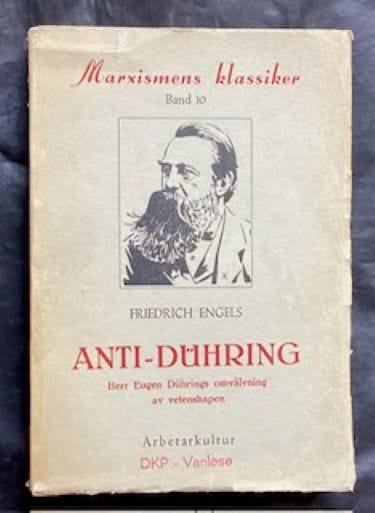 Marxismens klassiker
Band 10
FRIEDRICH ENGELS
ANTI-DÜHRING
Herr Eugen Dührings omvälvning
av vetenskapen
Arbetarkultur
DKP - Vanløse